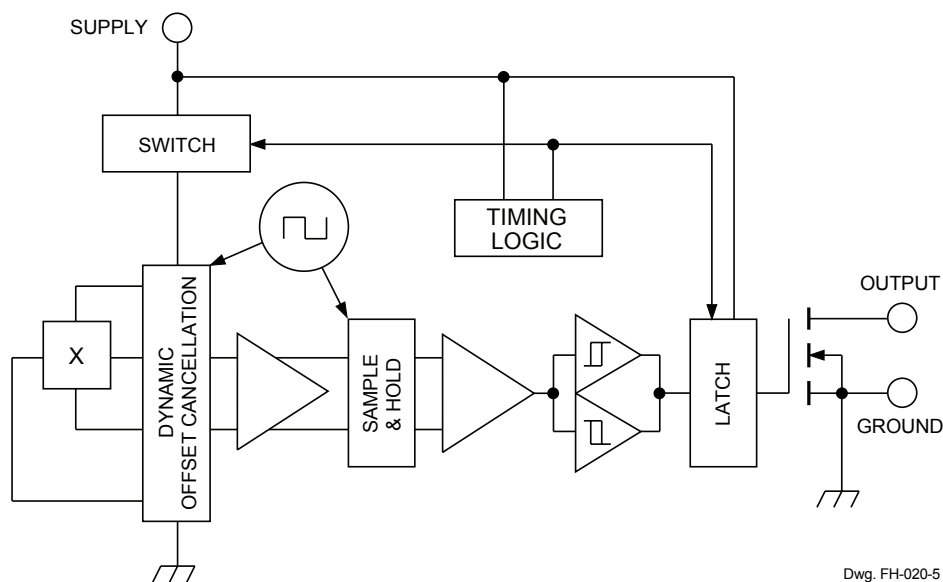 SUPPLY
SWITCH
TIMING
LOGIC
X
DYNAMIC
OFFSET CANCELLATION
SAMPLE
& HOLD
LATCH
OUTPUT
GROUND
Dwg. FH-020-5